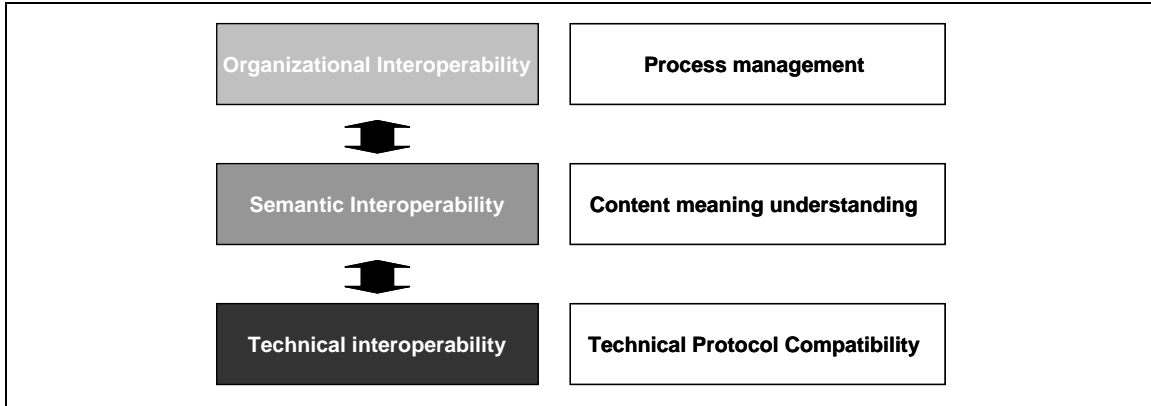 Organizational Interoperability
Process management
Semantic Interoperability
Content meaning understanding
Technical interoperability
Technical Protocol Compatibility